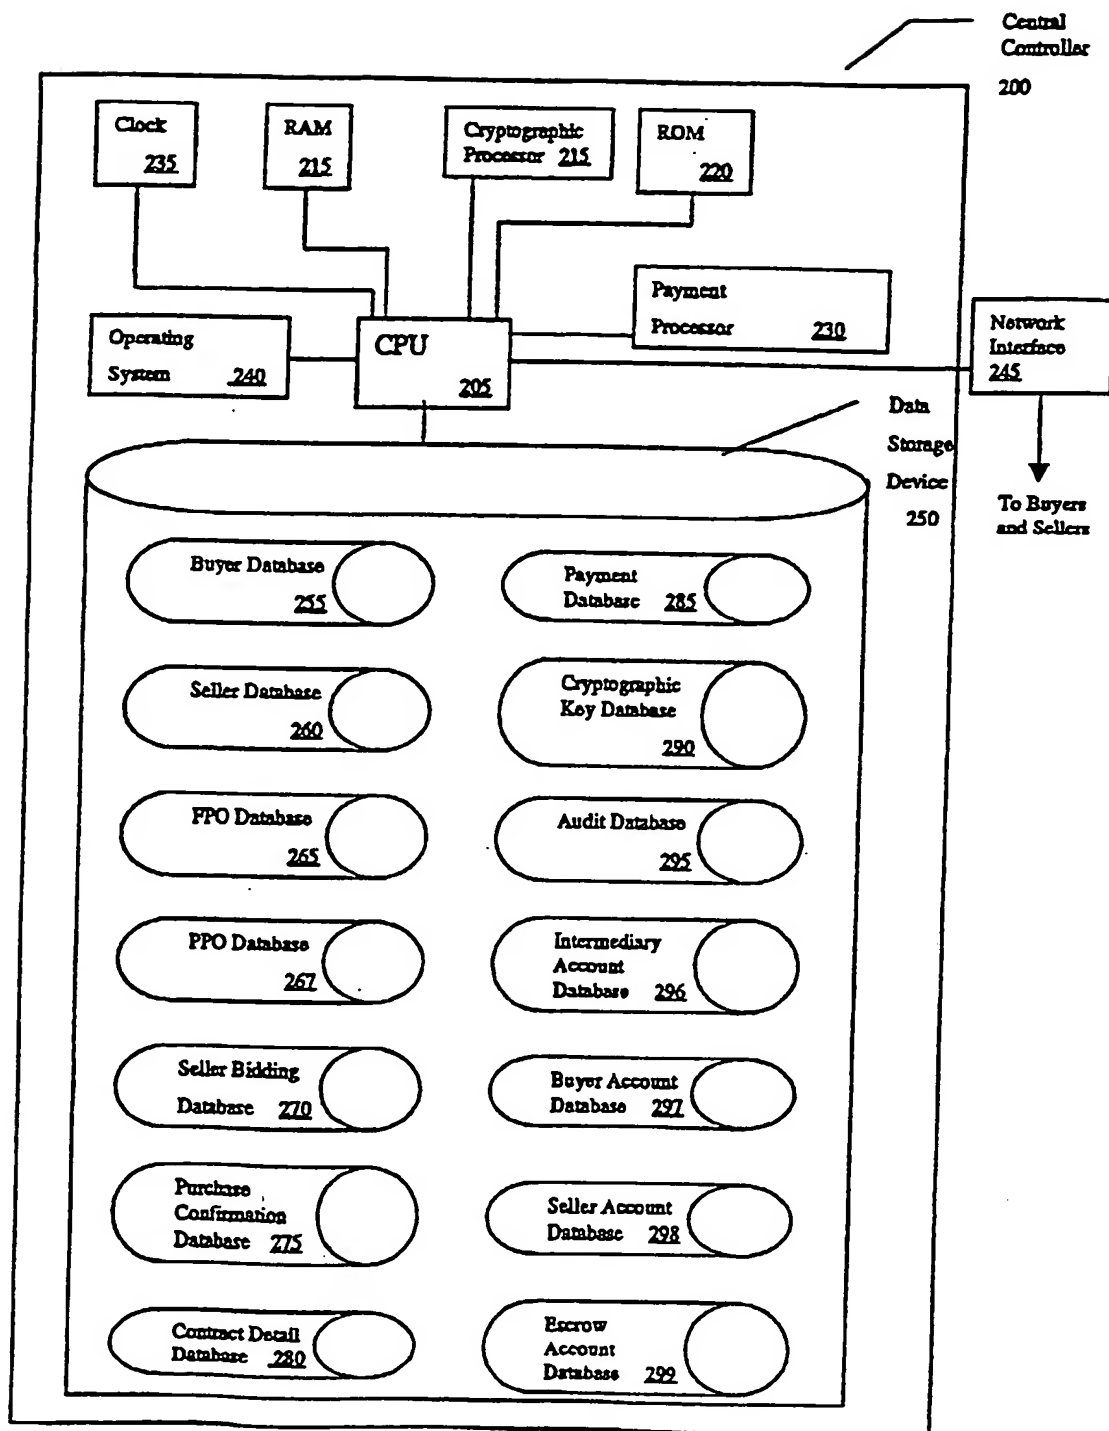 Central
Controller
200
Clock
235
RAM
215
Cryptographic
Processor 215
ROM
220
Payment
Processor 230
Operating
System 240
CPU
205
Network
Interface
245
Data
Storage
Device
250
To Buyers
and Sellers
Buyer Database
255
Payment
Database 285
Seller Database
260
Cryptographic
Key Database
290
FPO Database
265
Audit Database
295
PPO Database
267
Intermediary
Account
Database 296
Seller Bidding
Database 270
Buyer Account
Database 297
Purchase
Confirmation
Database 275
Seller Account
Database 298
Contract Detail
Database 280
Escrow
Account
Database 299